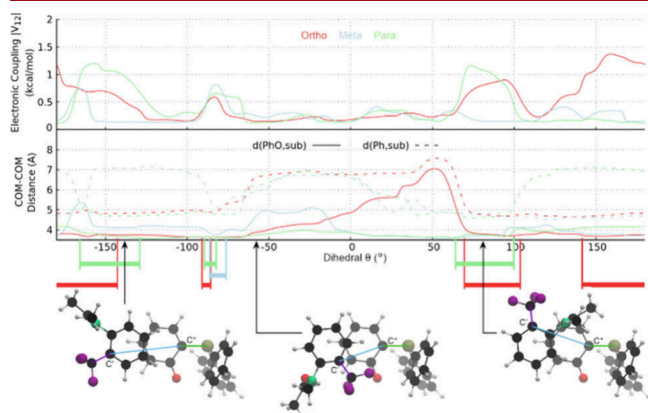 Electronic Coupling |V12|
(kcal/mol)
2
1.5
1
0.5
0
Ortho Meta Para
COM-COM
Distance (A)
8
7
6
5
4
d(PhO,sub) d(Ph,sub)
-150 -100 -50 0 50 100 150
Dihedral θ (°)
C' C''
C' C''
C' C''